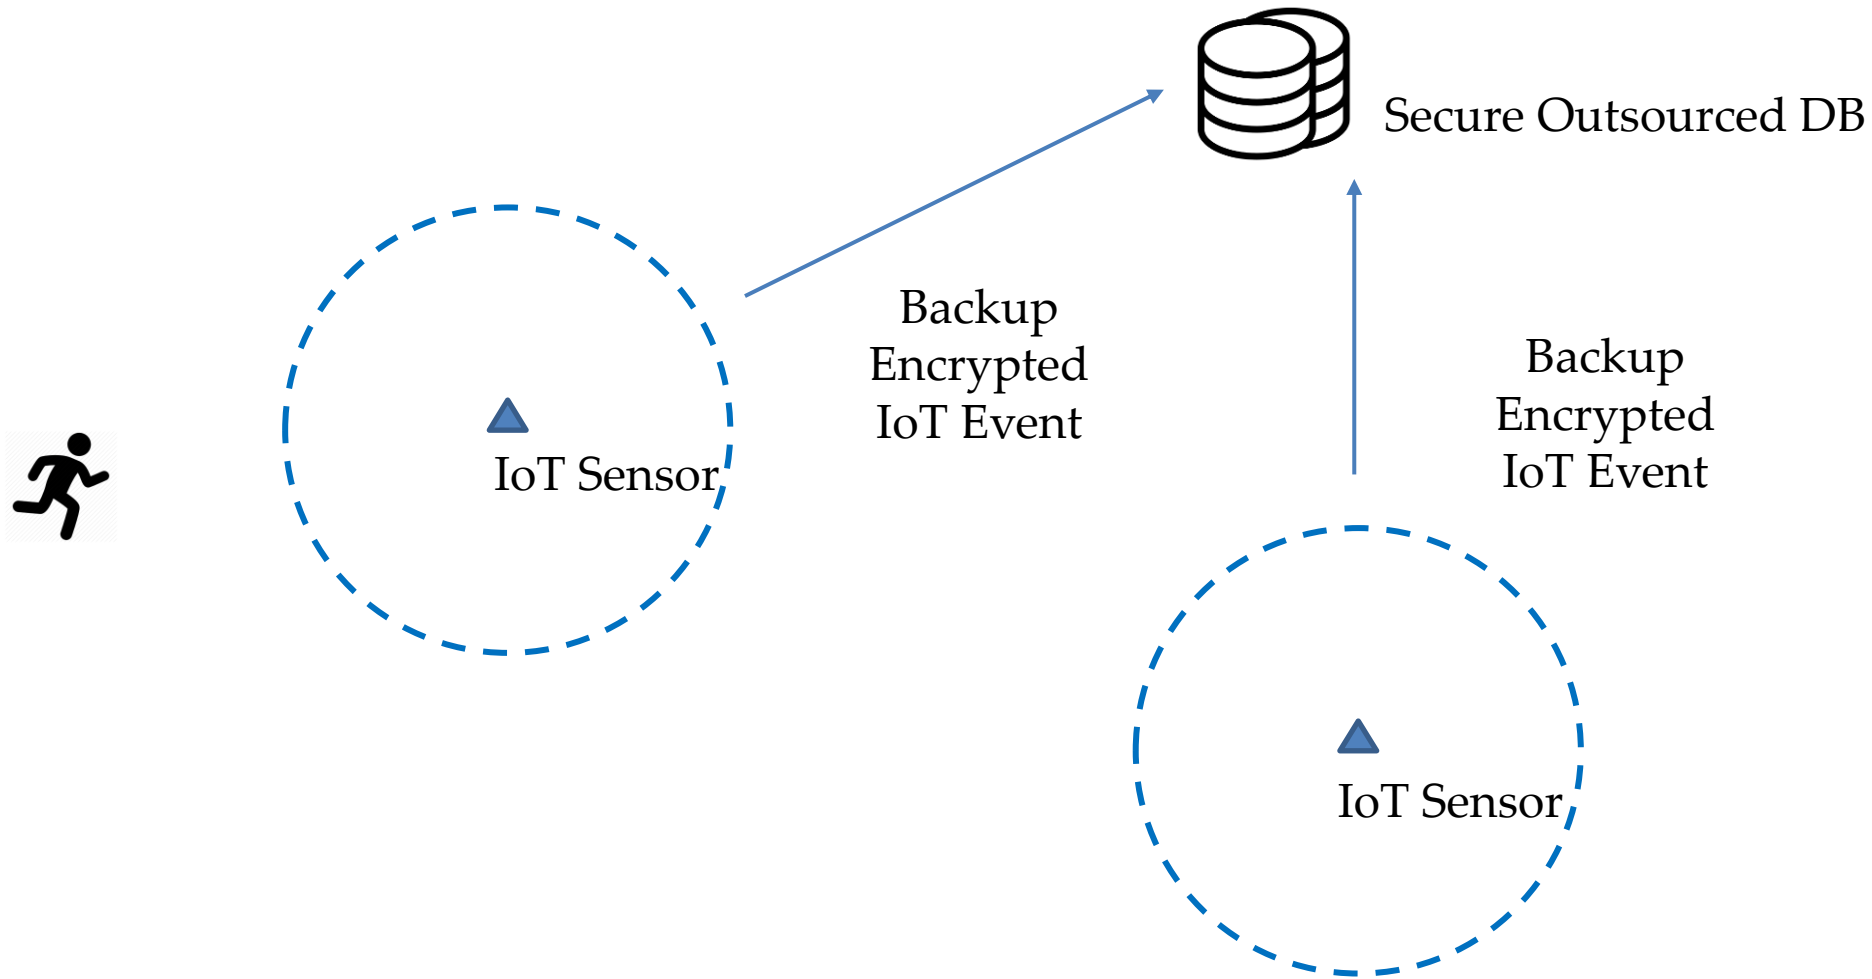 Secure Outsourced DB
Backup
Encrypted
IoT Event
Backup
Encrypted
IoT Event
IoT Sensor
IoT Sensor